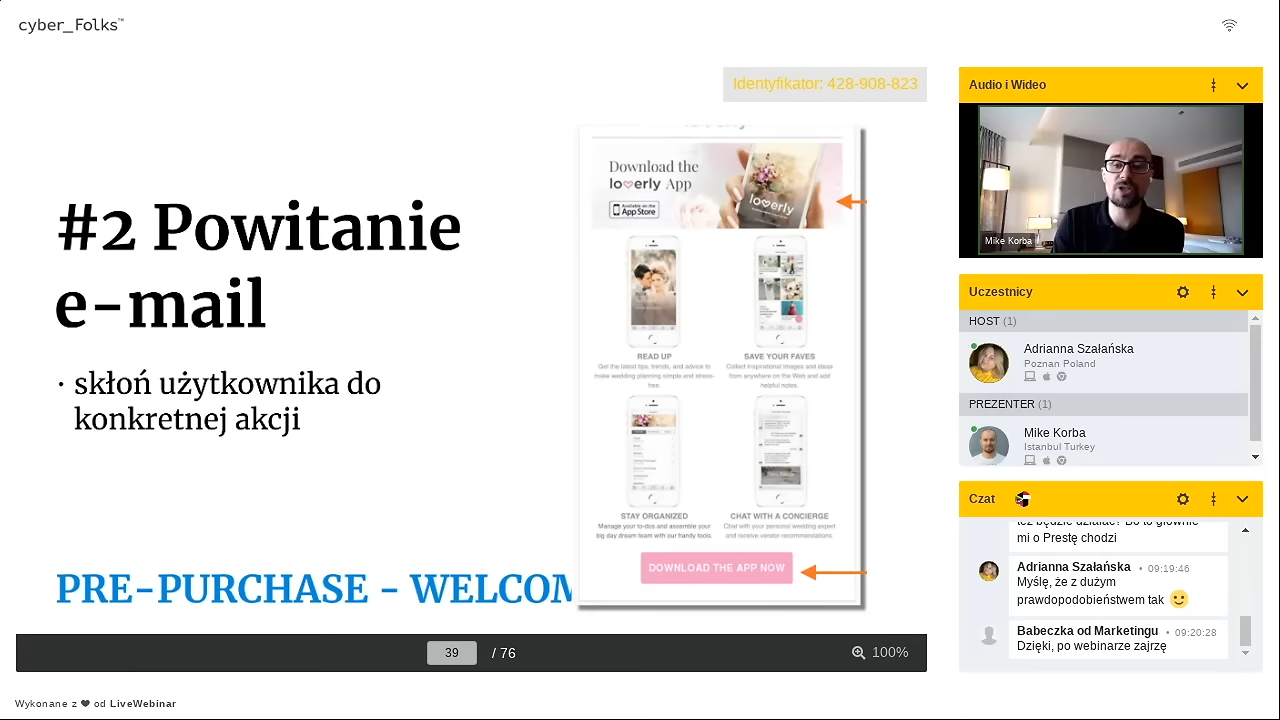 cyber_Folks™
Identyfikator: 428-908-823
#2 Powitanie
e-mail
· skłoń użytkownika do
konkretnej akcji
PRE-PURCHASE - WELCOM
Download the
loverly App
Available on the
App Store
loverly
READ UP
Get the latest tips, trends, and advice to
make wedding planning simple and stress-
free.
SAVE YOUR FAVES
Collect inspirational images and ideas
from anywhere on the Web and add
helpful notes.
STAY ORGANIZED
Manage your to-dos and assemble your
big day dream team with our handy tools.
CHAT WITH A CONCIERGE
Chat with your personal wedding expert
and receive vendor recommendations.
DOWNLOAD THE APP NOW
39 / 76
100%
Wykonane z od LiveWebinar
Audio i Wideo
Mike Korba
Uczestnicy
HOST (1)
Adrianna Szczańska
Poznań Poland
PREZENTER (1)
Mike Korba
Istanbul Turkey
Czat
mi o to chodzi
Adrianna Szczańska • 09:19:46
Myślę, że z dużym
prawdopodobieństwem tak
Babeczka od Marketingu • 09:20:28
Dzięki, po webinarze zajrzę